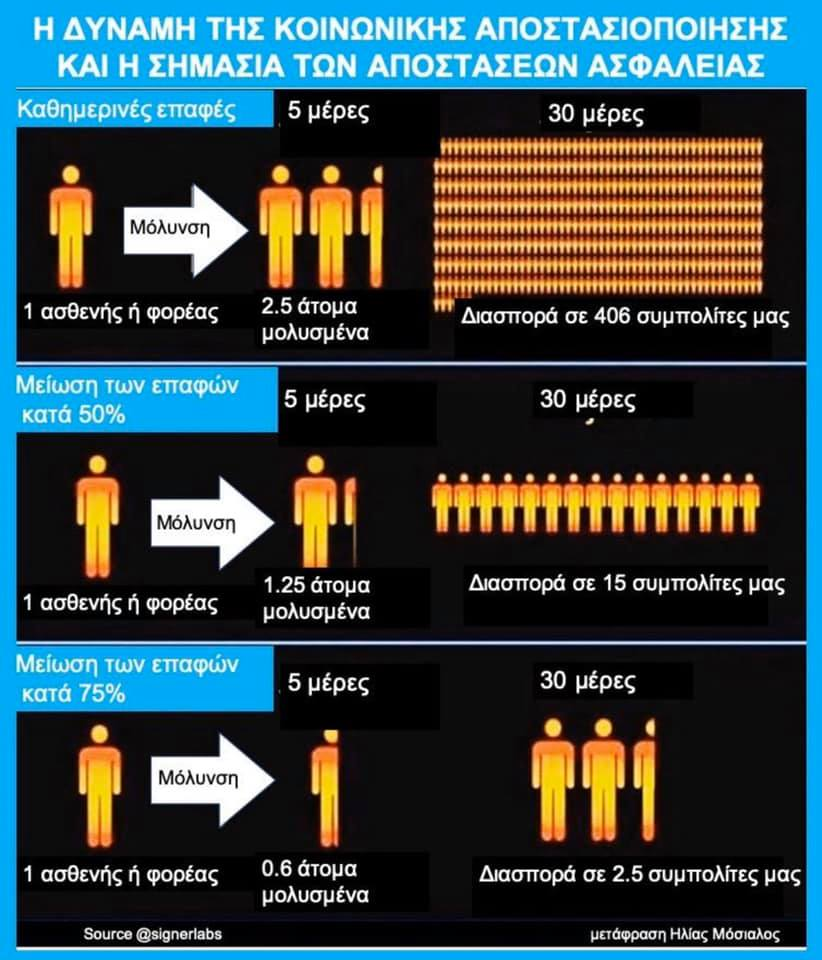 Η ΔΥΝΑΜΗ ΤΗΣ ΚΟΙΝΩΝΙΚΗΣ ΑΠΟΣΤΑΣΙΟΠΟΙΗΣΗΣ
ΚΑΙ Η ΣΗΜΑΣΙΑ ΤΩΝ ΑΠΟΣΤΑΣΕΩΝ ΑΣΦΑΛΕΙΑΣ
Καθημερινές επαφές
5 μέρες
30 μέρες
Μόλυνση
1 ασθενής ή φορέας
2.5 άτομα
μολυσμένα
Διασπορά σε 406 συμπολίτες μας
Μείωση των επαφών
κατά 50%
5 μέρες
30 μέρες
Μόλυνση
1 ασθενής ή φορέας
1.25 άτομα
μολυσμένα
Διασπορά σε 15 συμπολίτες μας
Μείωση των επαφών
κατά 75%
5 μέρες
30 μέρες
Μόλυνση
1 ασθενής ή φορέας
0.6 άτομα
μολυσμένα
Διασπορά σε 2.5 συμπολίτες μας
Source @signerlabs
μετάφραση Ηλίας Μόσιαλος